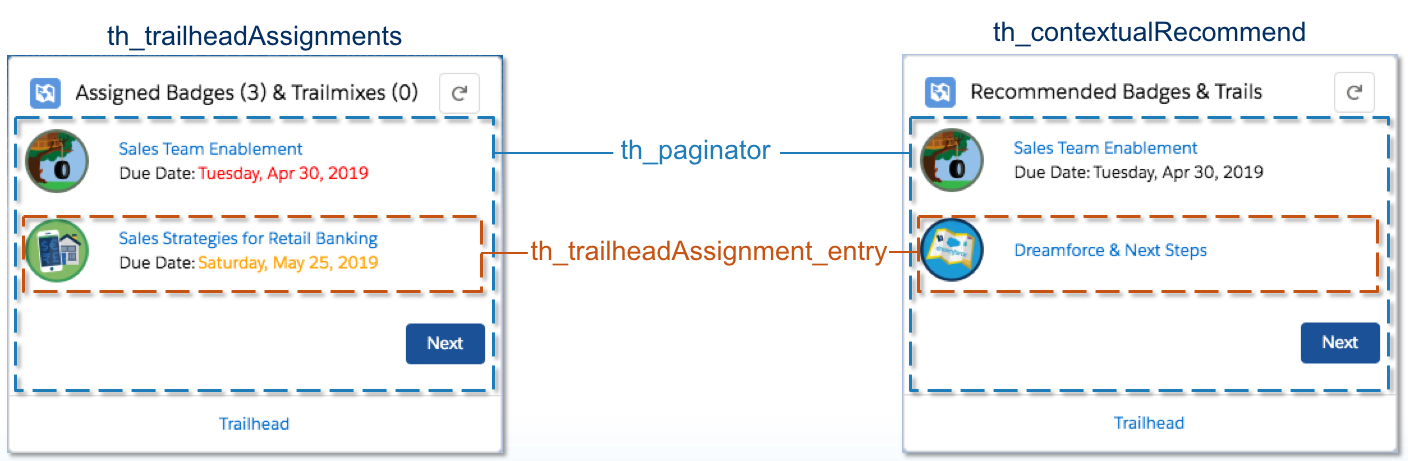 th_trailheadAssignments
Assigned Badges (3) & Trailmixes (0)
Sales Team Enablement
Due Date: Tuesday, Apr 30, 2019
Sales Strategies for Retail Banking
Due Date: Saturday, May 25, 2019
Next
Trailhead
th_paginator
th_trailheadAssignment_entry
th_contextualRecommend
Recommended Badges & Trails
Sales Team Enablement
Due Date: Tuesday, Apr 30, 2019
Dreamforce & Next Steps
Next
Trailhead